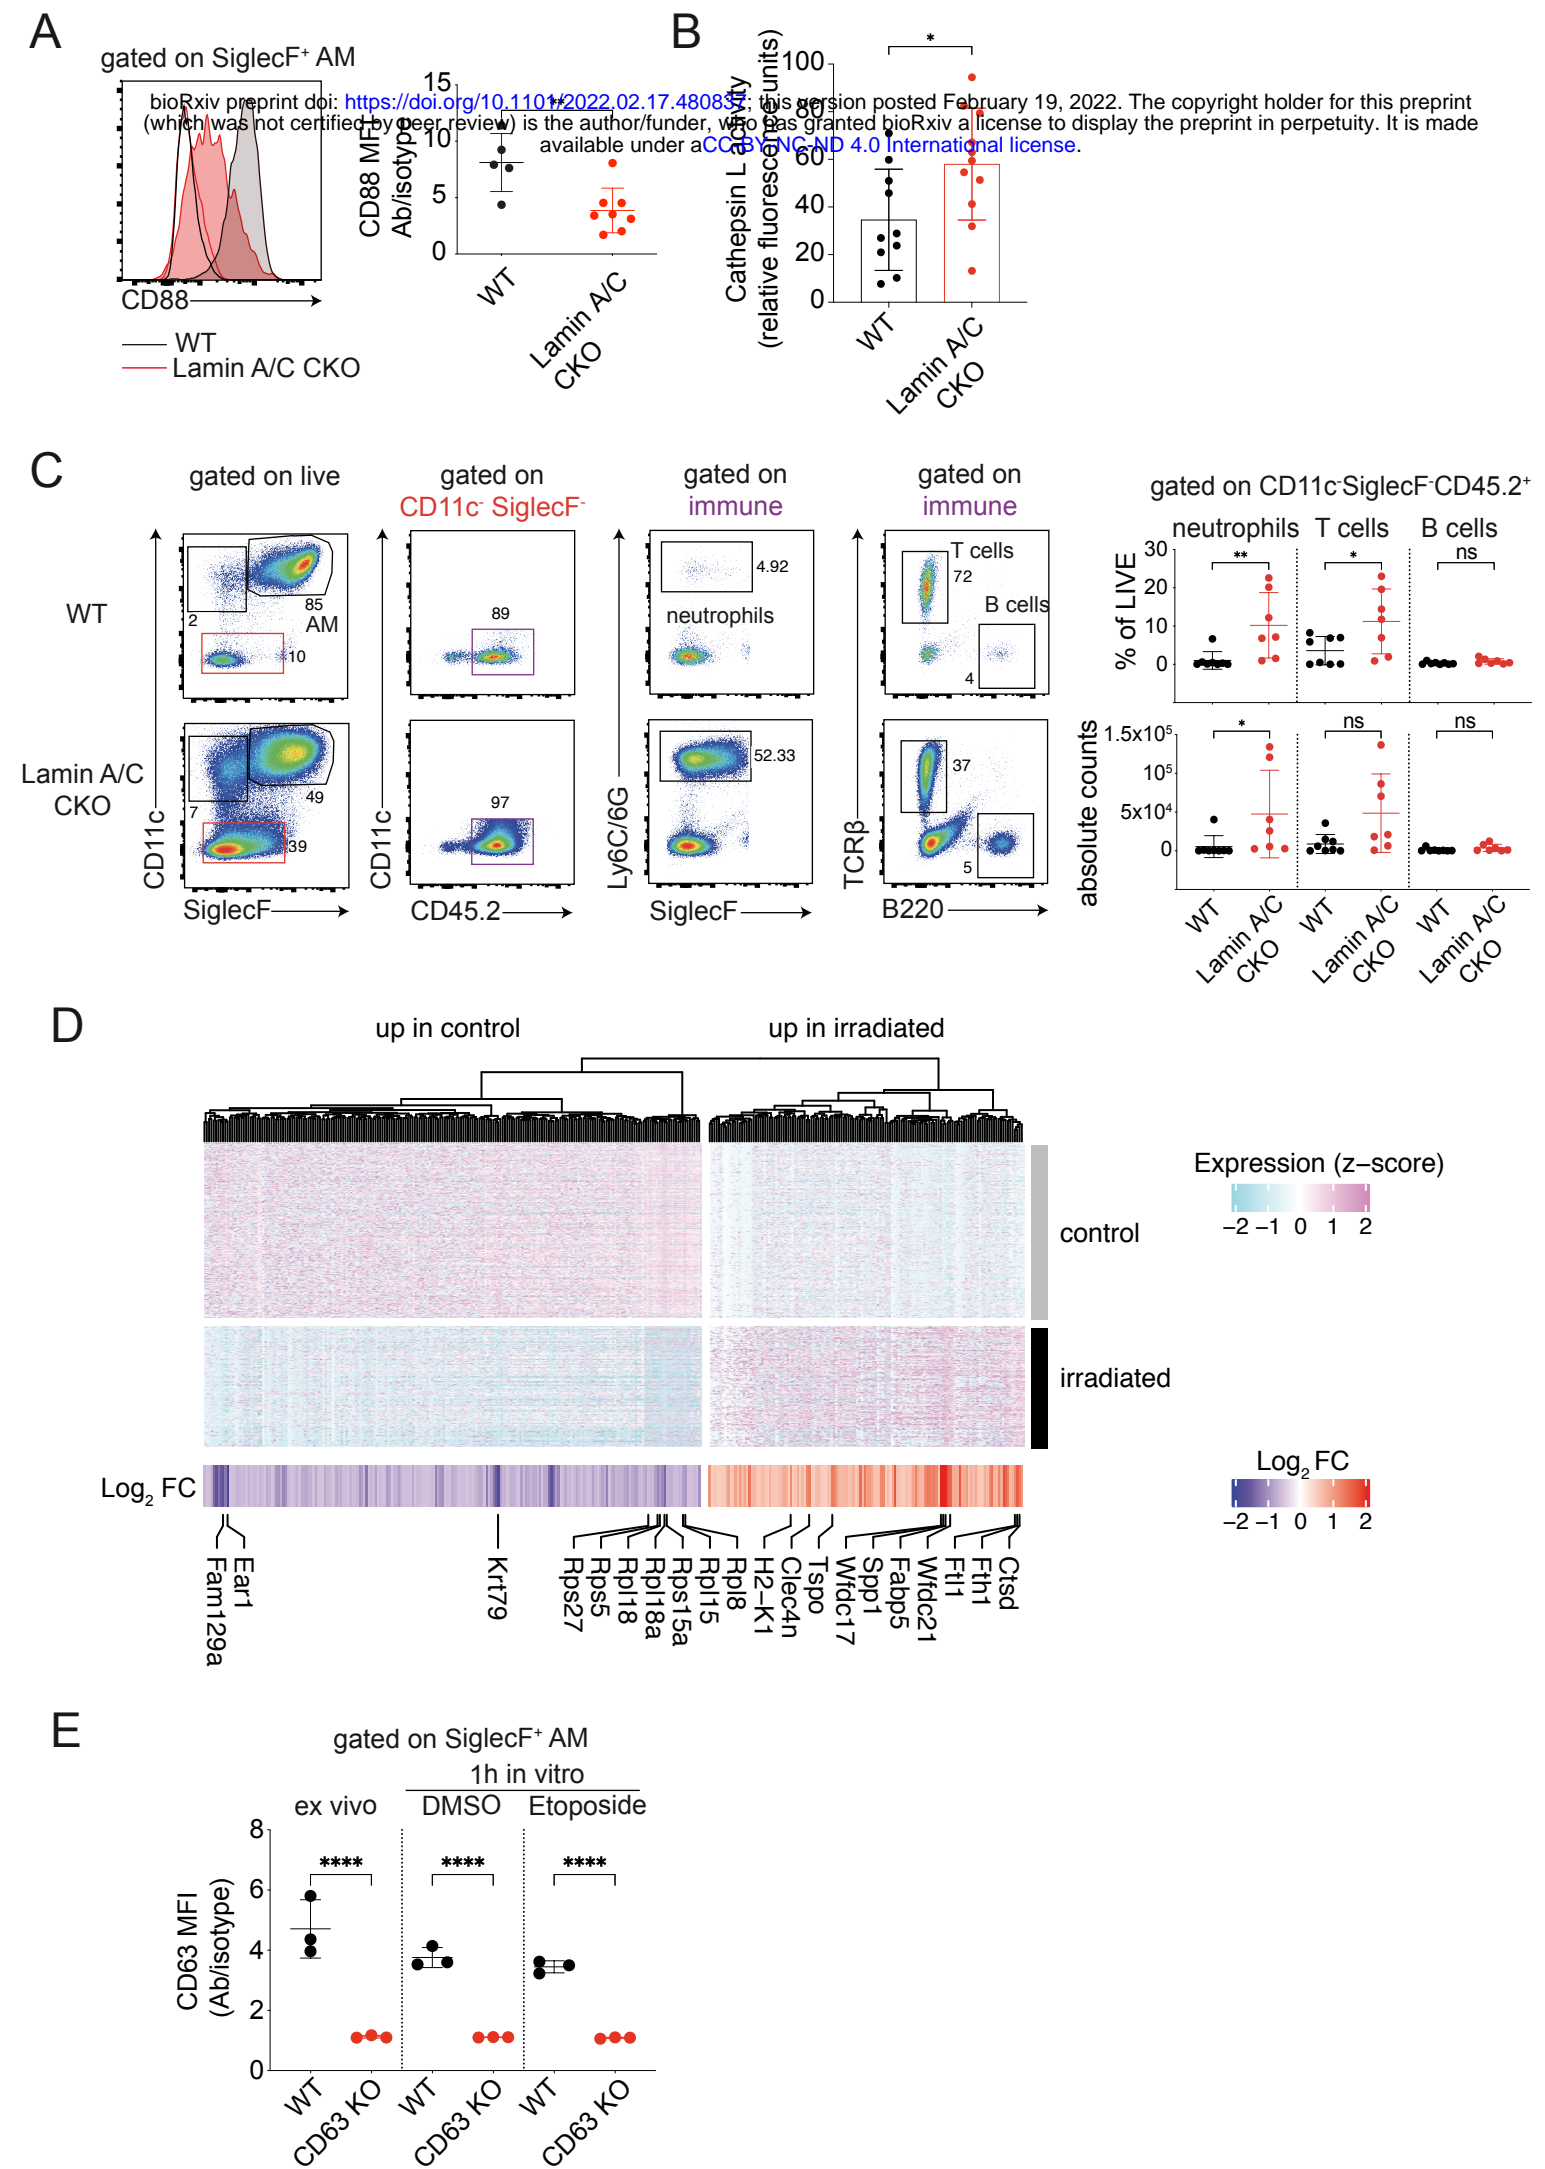 A
gated on SiglecF+ AM
CD88
WT
Lamin A/C CKO
CD88 MFI
Ab/isotype
15
10
5
0
**
WT
Lamin A/C
CKO
B
Cathepsin L activity
(relative fluorescence units)
100
80
60
40
20
0
*
WT
Lamin A/C
CKO
bioRxiv preprint doi: https://doi.org/10.1101/2022.02.17.480837; this version posted February 19, 2022. The copyright holder for this preprint
(which was not certified by peer review) is the author/funder, who has granted bioRxiv a license to display the preprint in perpetuity. It is made
available under aCC-BY-NC-ND 4.0 International license.
C
gated on live
gated on
CD11c- SiglecF-
gated on
immune
gated on
immune
WT
2
85
AM
10
89
4.92
neutrophils
T cells
72
B cells
4
Lamin A/C
CKO
7
49
39
97
52.33
37
5
CD11c
SiglecF
CD11c
CD45.2
Ly6C/6G
SiglecF
TCRβ
B220
gated on CD11c-SiglecF-CD45.2+
neutrophils T cells B cells
% of LIVE
30
20
10
0
** * ns
absolute counts
1.5x10⁵
10⁵
5x10⁴
0
* ns ns
WT
Lamin A/C
CKO
WT
Lamin A/C
CKO
WT
Lamin A/C
CKO
D
up in control
up in irradiated
control
irradiated
Expression (z−score)
−2 −1 0 1 2
Log2 FC
Log2 FC
−2 −1 0 1 2
Fam129a
Ear1
Krt79
Rps27
Rps5
Rpl18
Rpl18a
Rps15a
Rpl15
Rpl8
H2−K1
Clec4n
Tspo
Wfdc17
Spp1
Fabp5
Wfdc21
Ftl1
Fth1
Ctsd
E
gated on SiglecF+ AM
1h in vitro
ex vivo DMSO Etoposide
CD63 MFI
(Ab/isotype)
8
6
4
2
0
**** **** ****
WT
CD63 KO
WT
CD63 KO
WT
CD63 KO